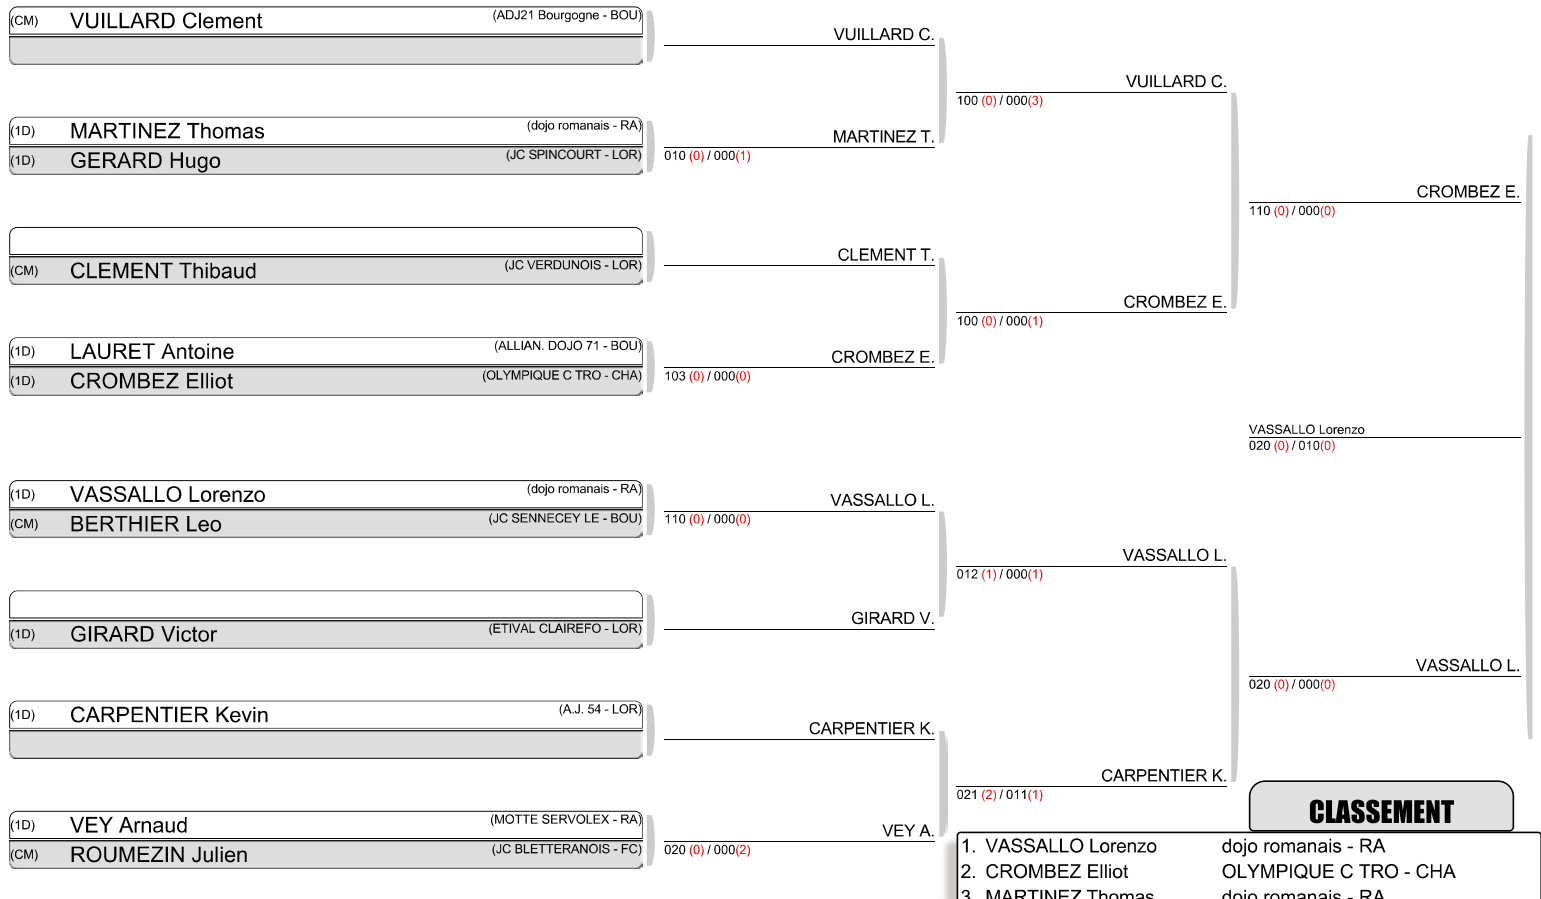 (CM) VUILLARD Clement (ADJ21 Bourgogne - BOU)
(1D) MARTINEZ Thomas (dojo romanais - RA)
(1D) GERARD Hugo (JC SPINCOURT - LOR)
(CM) CLEMENT Thibaud (JC VERDUNOIS - LOR)
(1D) LAURET Antoine (ALLIAN. DOJO 71 - BOU)
(1D) CROMBEZ Elliot (OLYMPIQUE C TRO - CHA)
(1D) VASSALLO Lorenzo (dojo romanais - RA)
(CM) BERTHIER Leo (JC SENNECEY LE - BOU)
(1D) GIRARD Victor (ETIVAL CLAIREFO - LOR)
(1D) CARPENTIER Kevin (A.J. 54 - LOR)
(1D) VEY Arnaud (MOTTE SERVOLEX - RA)
(CM) ROUMEZIN Julien (JC BLETTERANOIS - FC)
VUILLARD C.
MARTINEZ T.
010 (0) / 000(1)
CLEMENT T.
CROMBEZ E.
103 (0) / 000(0)
VASSALLO L.
110 (0) / 000(0)
GIRARD V.
CARPENTIER K.
VEY A.
020 (0) / 000(2)
VUILLARD C.
100 (0) / 000(3)
CROMBEZ E.
100 (0) / 000(1)
VASSALLO L.
012 (1) / 000(1)
CARPENTIER K.
021 (2) / 011(1)
CROMBEZ E.
110 (0) / 000(0)
VASSALLO Lorenzo
020 (0) / 010(0)
VASSALLO L.
020 (0) / 000(0)
CLASSEMENT
1. VASSALLO Lorenzo dojo romanais - RA
2. CROMBEZ Elliot OLYMPIQUE C TRO - CHA
3. MARTINEZ Thomas dojo romanais - RA